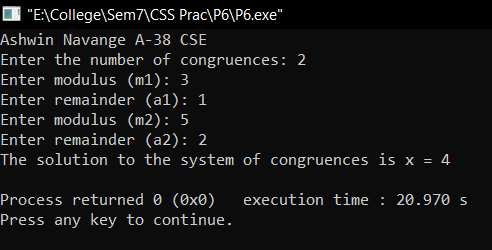 "E:\College\Sem7\CSS Prac\P6\P6.exe"
Ashwin Navange A-38 CSE
Enter the number of congruences: 2
Enter modulus (m1): 3
Enter remainder (a1): 1
Enter modulus (m2): 5
Enter remainder (a2): 2
The solution to the system of congruences is x = 4
Process returned 0 (0x0)   execution time : 20.970 s
Press any key to continue.